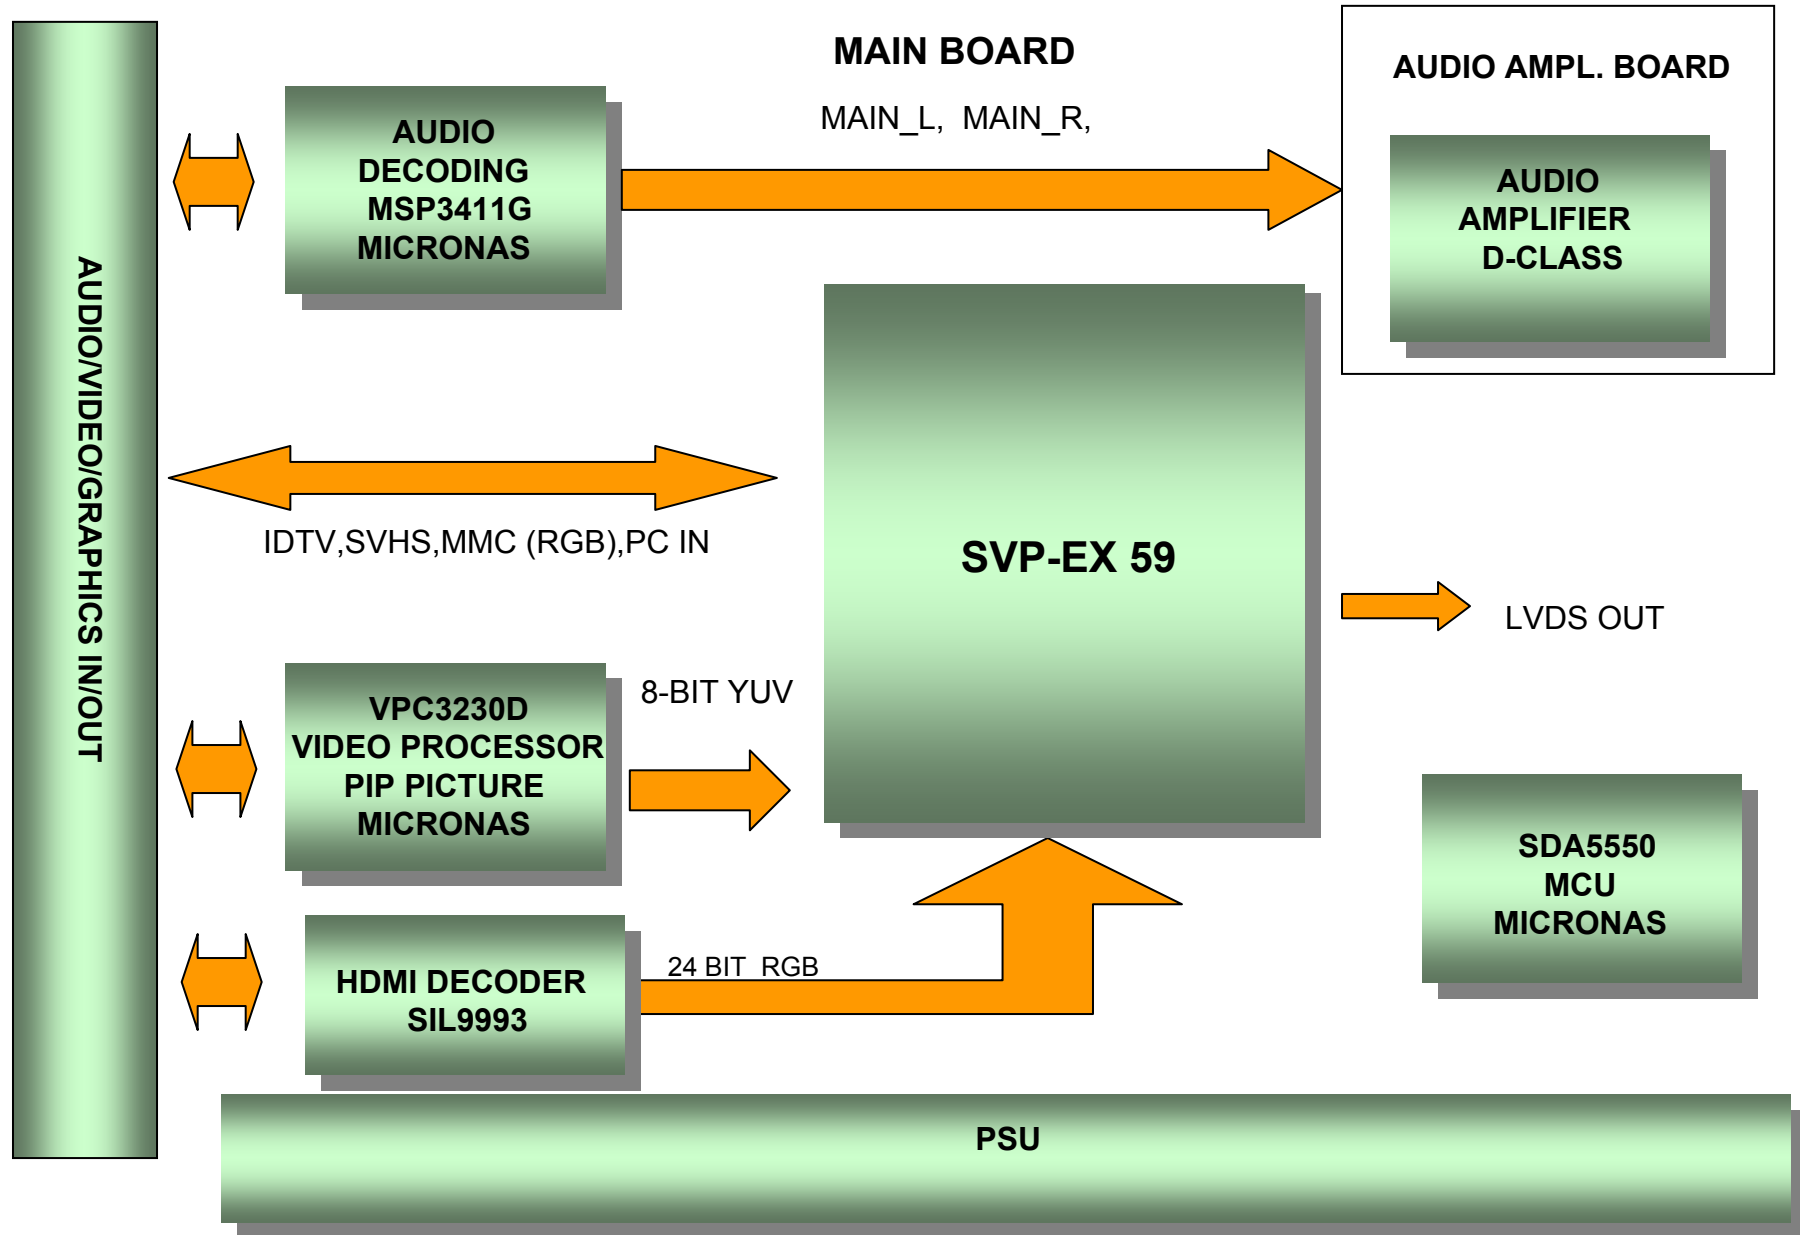 MAIN BOARD
AUDIO AMPL. BOARD
MAIN_L, MAIN_R,
AUDIO
DECODING
MSP3411G
MICRONAS
AUDIO
AMPLIFIER
D-CLASS
AUDIO/VIDEO/GRAPHICS IN/OUT
IDTV,SVHS,MMC (RGB),PC IN
SVP-EX 59
LVDS OUT
8-BIT YUV
VPC3230D
VIDEO PROCESSOR
PIP PICTURE
MICRONAS
SDA5550
MCU
MICRONAS
24 BIT RGB
HDMI DECODER
SIL9993
PSU